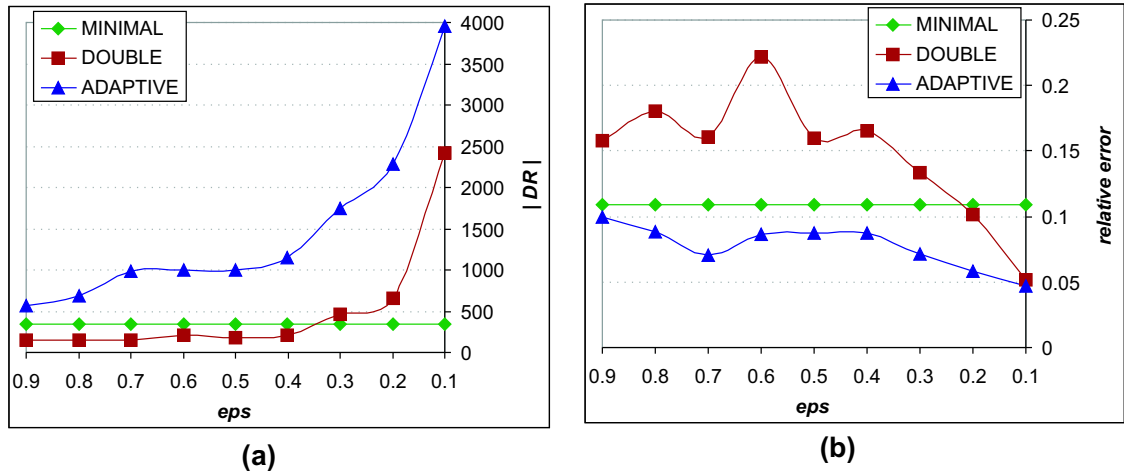 MINIMAL
DOUBLE
ADAPTIVE
4000
3500
3000
2500
2000
1500
1000
500
0
| DR |
0.9 0.8 0.7 0.6 0.5 0.4 0.3 0.2 0.1
eps
(a)
MINIMAL
DOUBLE
ADAPTIVE
0.25
0.2
0.15
0.1
0.05
0
relative error
0.9 0.8 0.7 0.6 0.5 0.4 0.3 0.2 0.1
eps
(b)